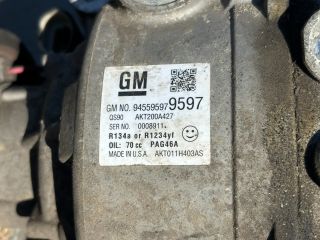 GM
GM NO. 94559597 9597
QS90 AKT200A427
SER NO. 0008911
R134a or R1234yf
OIL: 70 cc PAG46A
MADE IN U.S.A AKT011H403AS